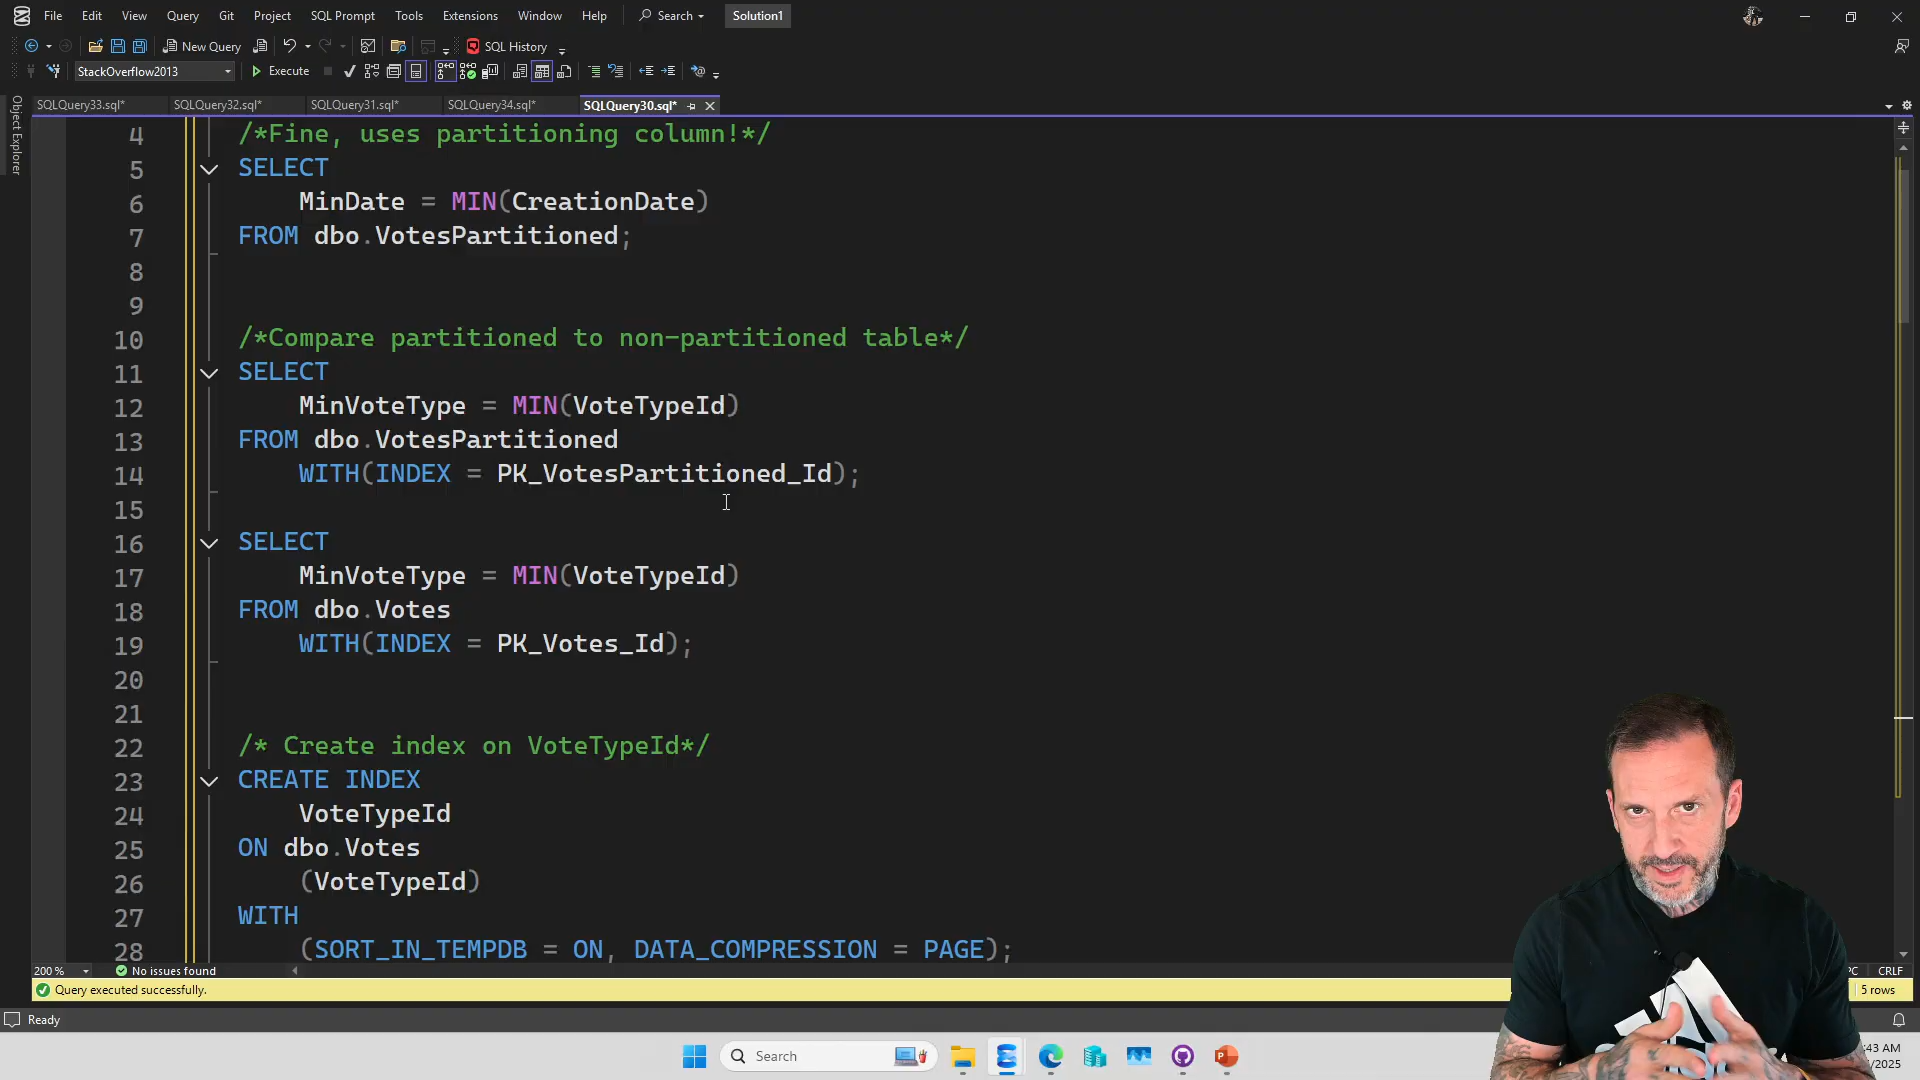 File Edit View Query Git Project SQL Prompt Tools Extensions Window Help Search Solution1
New Query SQL History
StackOverflow2013 Execute
SQLQuery33.sql* SQLQuery32.sql* SQLQuery31.sql* SQLQuery34.sql* SQLQuery30.sql*
Object Explorer
4 /*Fine, uses partitioning column!*/
5 SELECT
6 MinDate = MIN(CreationDate)
7 FROM dbo.VotesPartitioned;
8
9
10 /*Compare partitioned to non-partitioned table*/
11 SELECT
12 MinVoteType = MIN(VoteTypeId)
13 FROM dbo.VotesPartitioned
14 WITH(INDEX = PK_VotesPartitioned_Id);
15
16 SELECT
17 MinVoteType = MIN(VoteTypeId)
18 FROM dbo.Votes
19 WITH(INDEX = PK_Votes_Id);
20
21
22 /* Create index on VoteTypeId*/
23 CREATE INDEX
24 VoteTypeId
25 ON dbo.Votes
26 (VoteTypeId)
27 WITH
28 (SORT_IN_TEMPDB = ON, DATA_COMPRESSION = PAGE);
200 % No issues found CRLF
Query executed successfully. 5 rows
Ready
Search
:43 AM
/2025